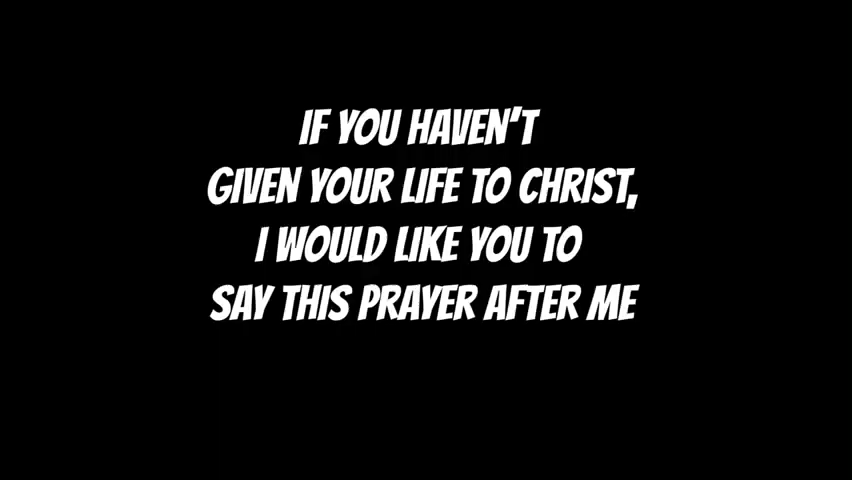 IF YOU HAVEN'T
GIVEN YOUR LIFE TO CHRIST,
I WOULD LIKE YOU TO
SAY THIS PRAYER AFTER ME